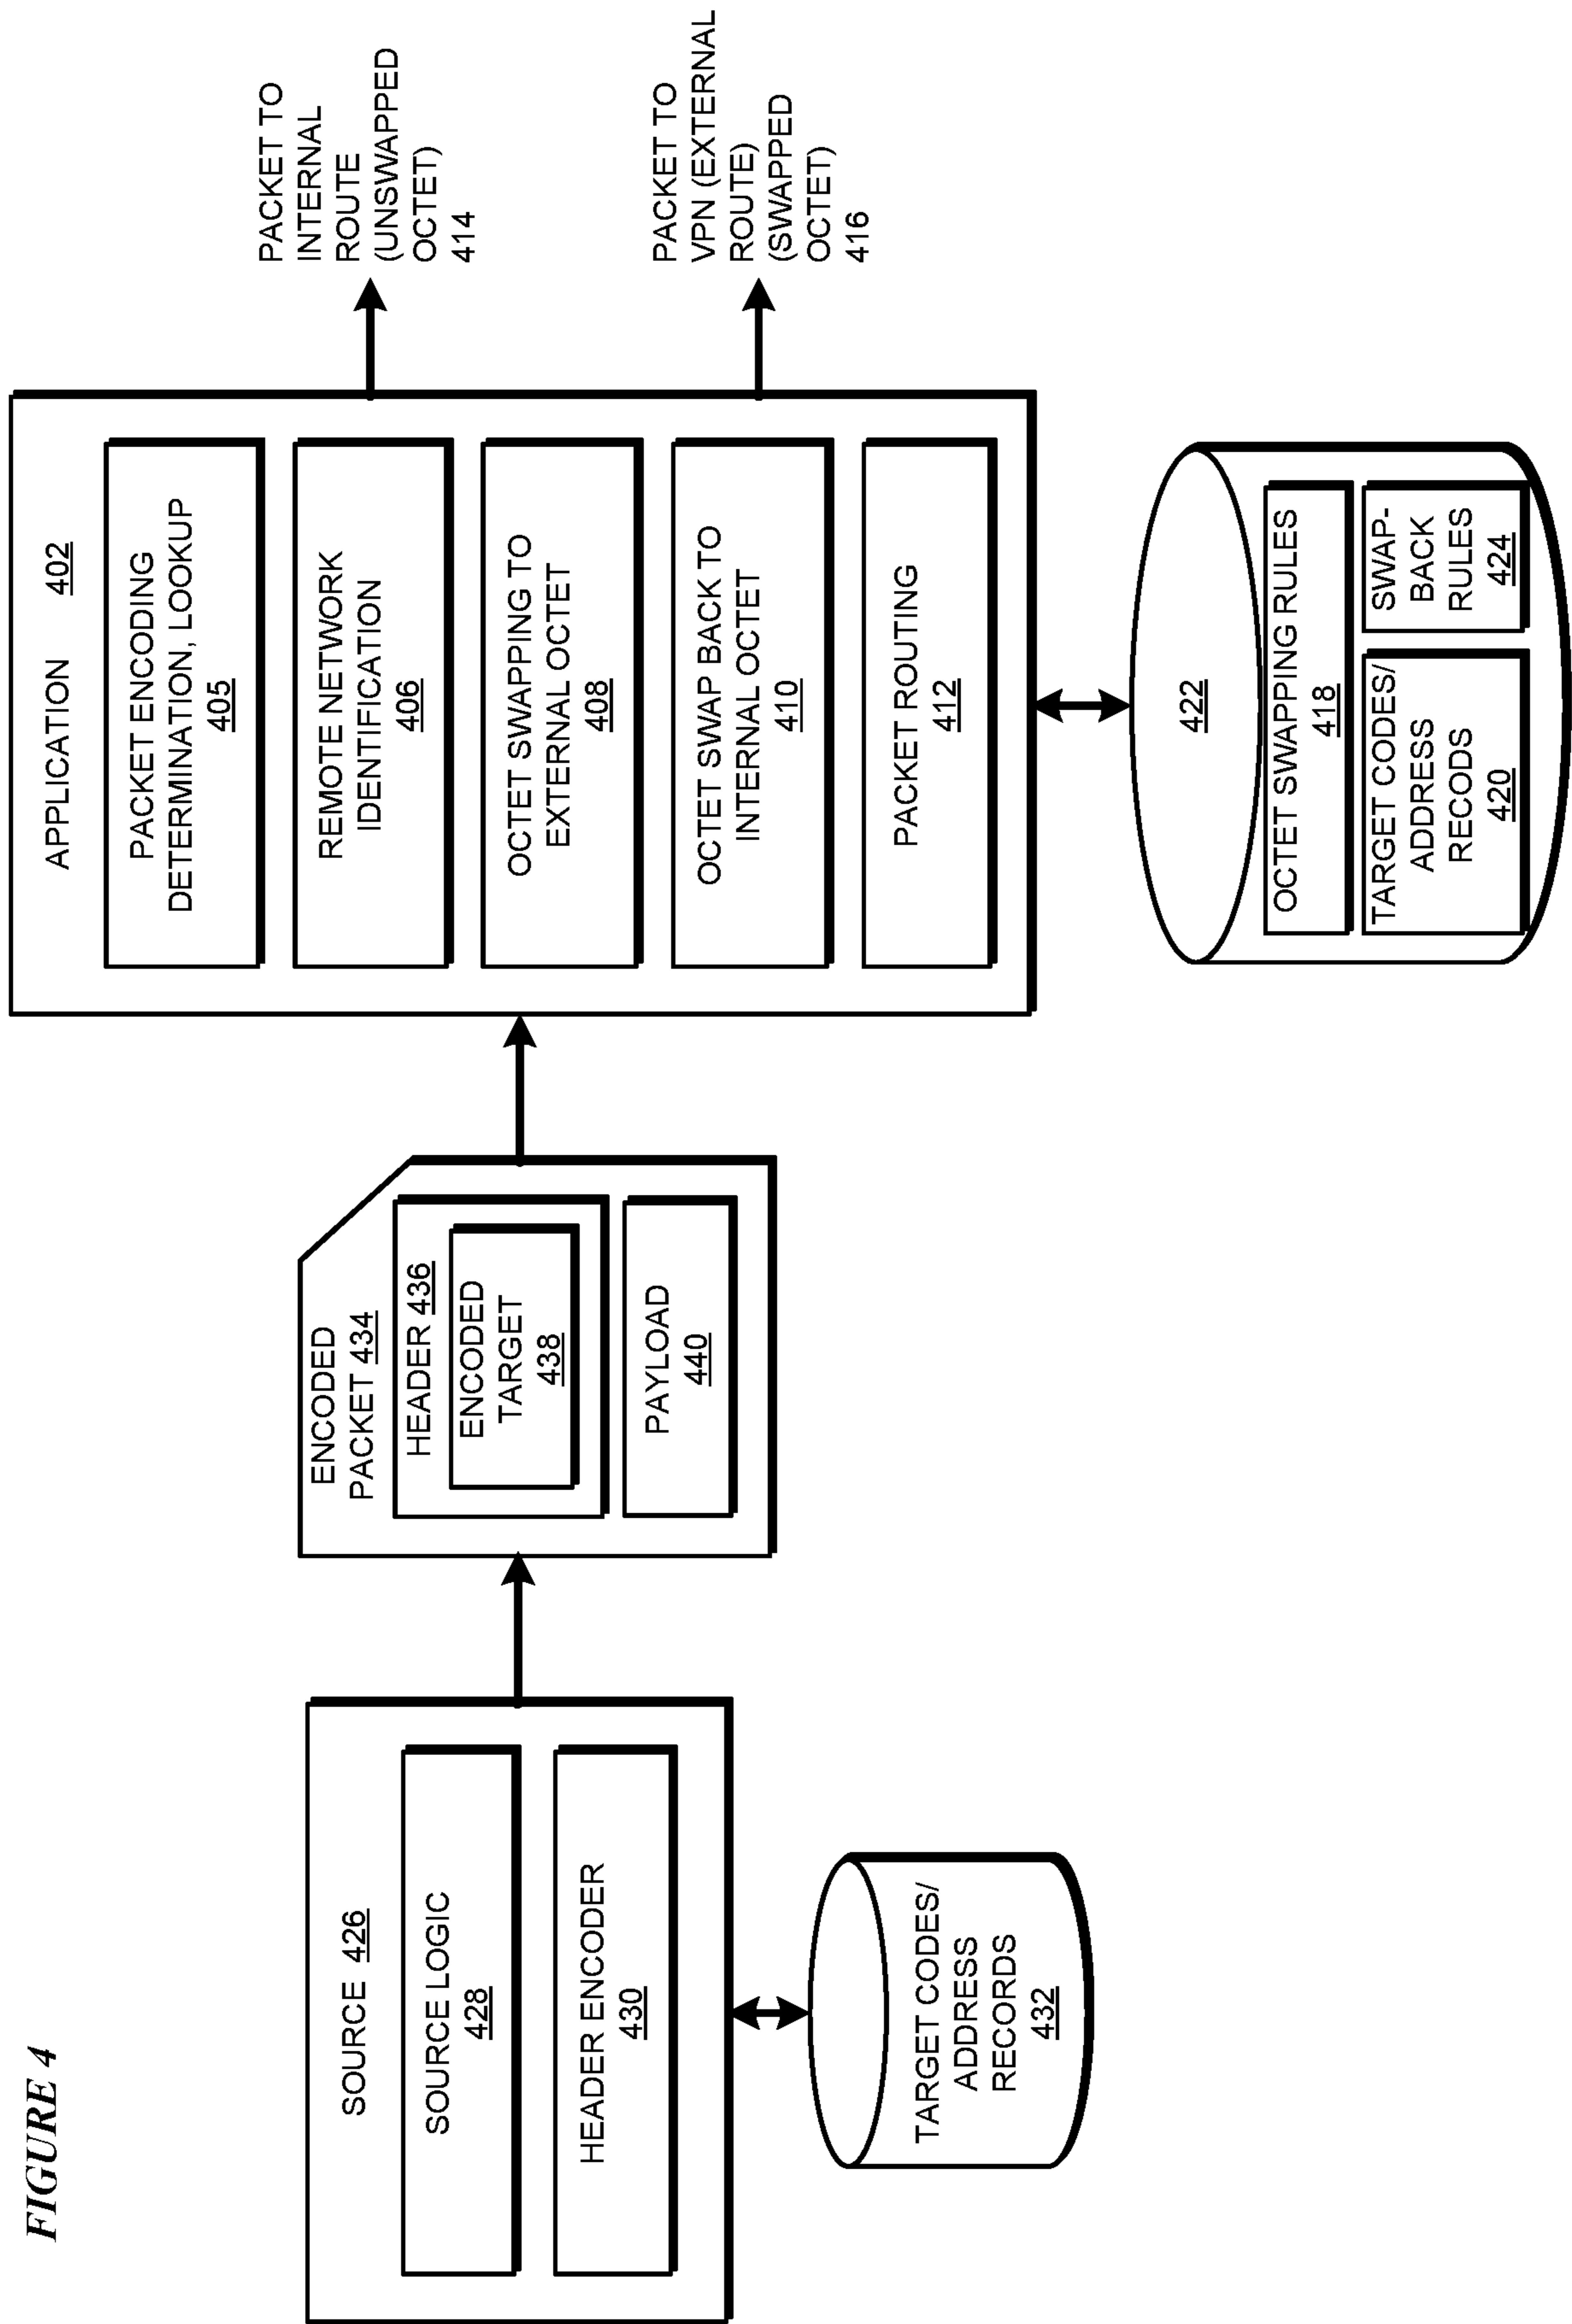 FIGURE 4
SOURCE 426
SOURCE LOGIC
428
HEADER ENCODER
430
TARGET CODES/
ADDRESS
RECORDS
432
ENCODED
PACKET 434
HEADER 436
ENCODED
TARGET
438
PAYLOAD
440
APPLICATION 402
PACKET ENCODING
DETERMINATION, LOOKUP
405
REMOTE NETWORK
IDENTIFICATION
406
OCTET SWAPPING TO
EXTERNAL OCTET
408
OCTET SWAP BACK TO
INTERNAL OCTET
410
PACKET ROUTING
412
422
OCTET SWAPPING RULES
418
TARGET CODES/
ADDRESS
RECODS
420
SWAP-
BACK
RULES
424
PACKET TO
INTERNAL
ROUTE
(UNSWAPPED
OCTET)
414
PACKET TO
VPN (EXTERNAL
ROUTE)
(SWAPPED
OCTET)
416